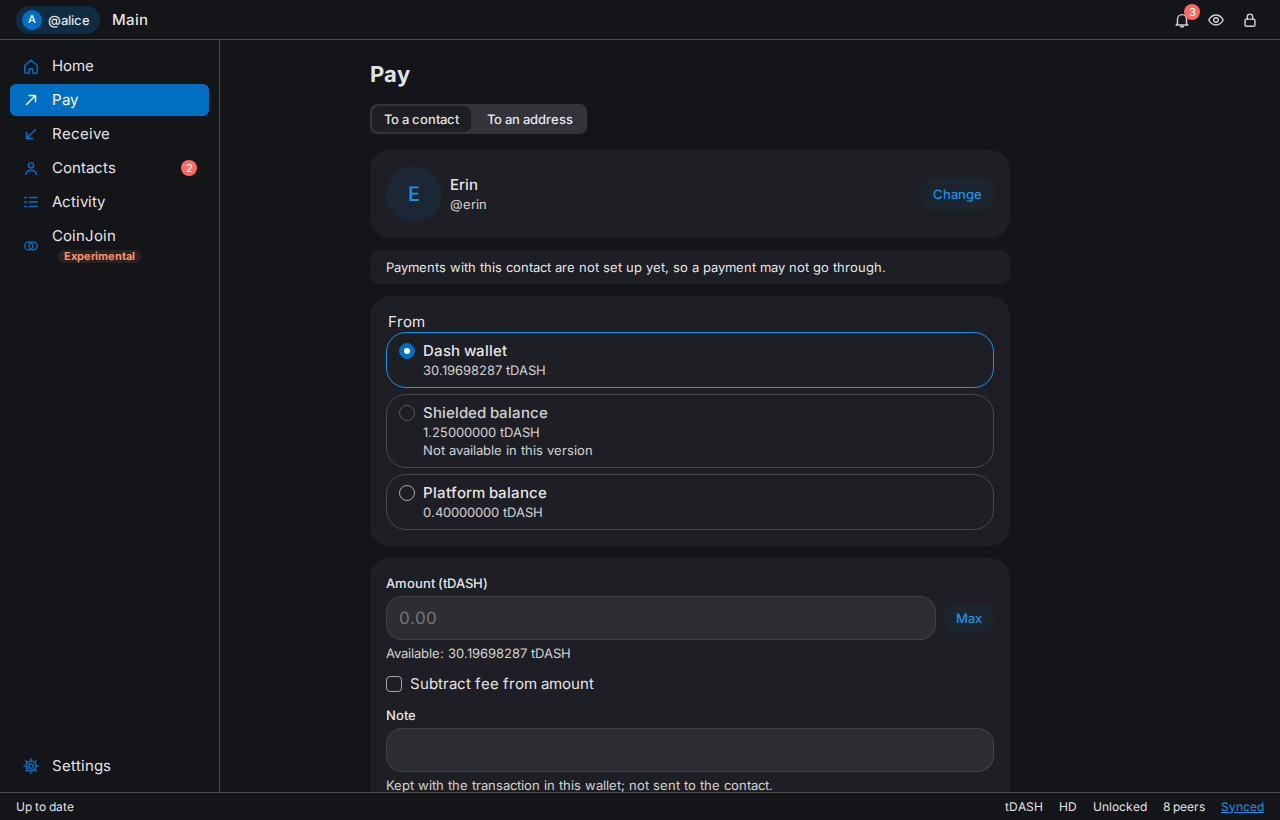 A @alice Main 3
Home
Pay
Receive
Contacts 2
Activity
CoinJoin
Experimental
Settings
Pay
To a contact To an address
E
Erin
@erin
Change
Payments with this contact are not set up yet, so a payment may not go through.
From
Dash wallet
30.19698287 tDASH
Shielded balance
1.25000000 tDASH
Not available in this version
Platform balance
0.40000000 tDASH
Amount (tDASH)
0.00 Max
Available: 30.19698287 tDASH
Subtract fee from amount
Note
Kept with the transaction in this wallet; not sent to the contact.
Up to date tDASH HD Unlocked 8 peers Synced